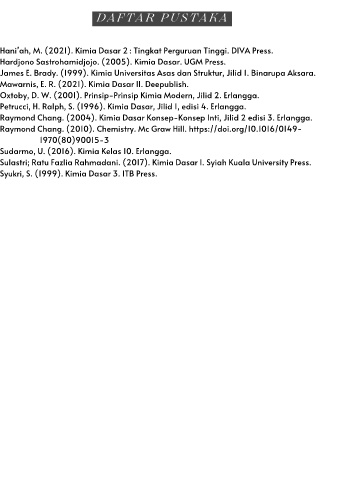 DAFTAR PUSTAKA
Hani'ah, M. (2021). Kimia Dasar 2 : Tingkat Perguruan Tinggi. DIVA Press.
Hardjono Sastrohamidjojo. (2005). Kimia Dasar. UGM Press.
James E. Brady. (1999). Kimia Universitas Asas dan Struktur, Jilid 1. Binarupa Aksara.
Mawarnis, E. R. (2021). Kimia Dasar II. Deepublish.
Oxtoby, D. W. (2001). Prinsip-Prinsip Kimia Modern, Jilid 2. Erlangga.
Petrucci, H. Ralph, S. (1996). Kimia Dasar, Jilid 1, edisi 4. Erlangga.
Raymond Chang. (2004). Kimia Dasar Konsep-Konsep Inti, Jilid 2 edisi 3. Erlangga.
Raymond Chang. (2010). Chemistry. Mc Graw Hill. https://doi.org/10.1016/0149-
1970(80)90015-3
Sudarmo, U. (2016). Kimia Kelas 10. Erlangga.
Sulastri; Ratu Fazlia Rahmadani. (2017). Kimia Dasar 1. Syiah Kuala University Press.
Syukri, S. (1999). Kimia Dasar 3. ITB Press.